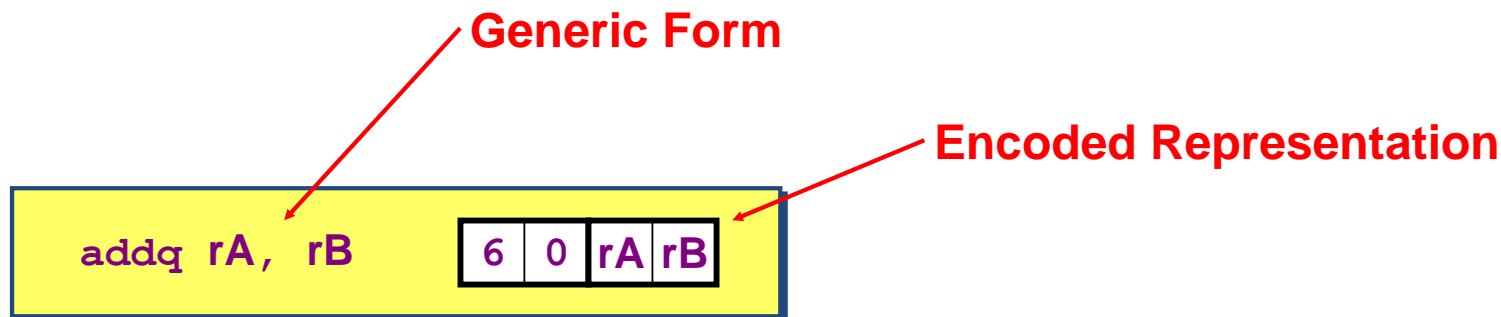 Generic Form
Encoded Representation
addq rA, rB 6 0 rA rB